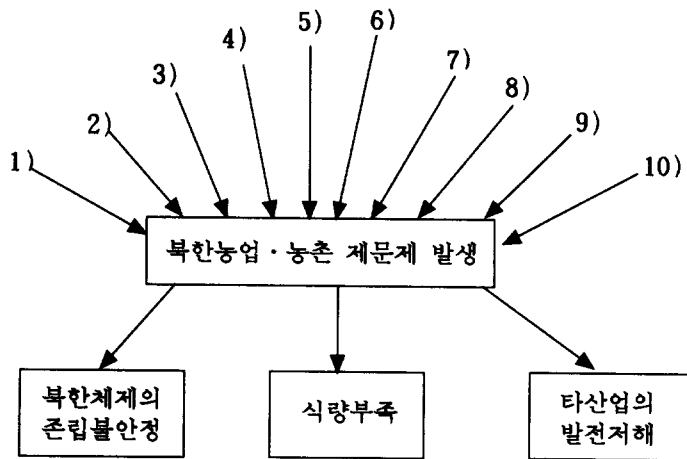 1)
2)
3)
4)
5)
6)
7)
8)
9)
10)
북한농업·농촌 제문제 발생
북한체제의
존립불안정
식량부족
타산업의
발전저해